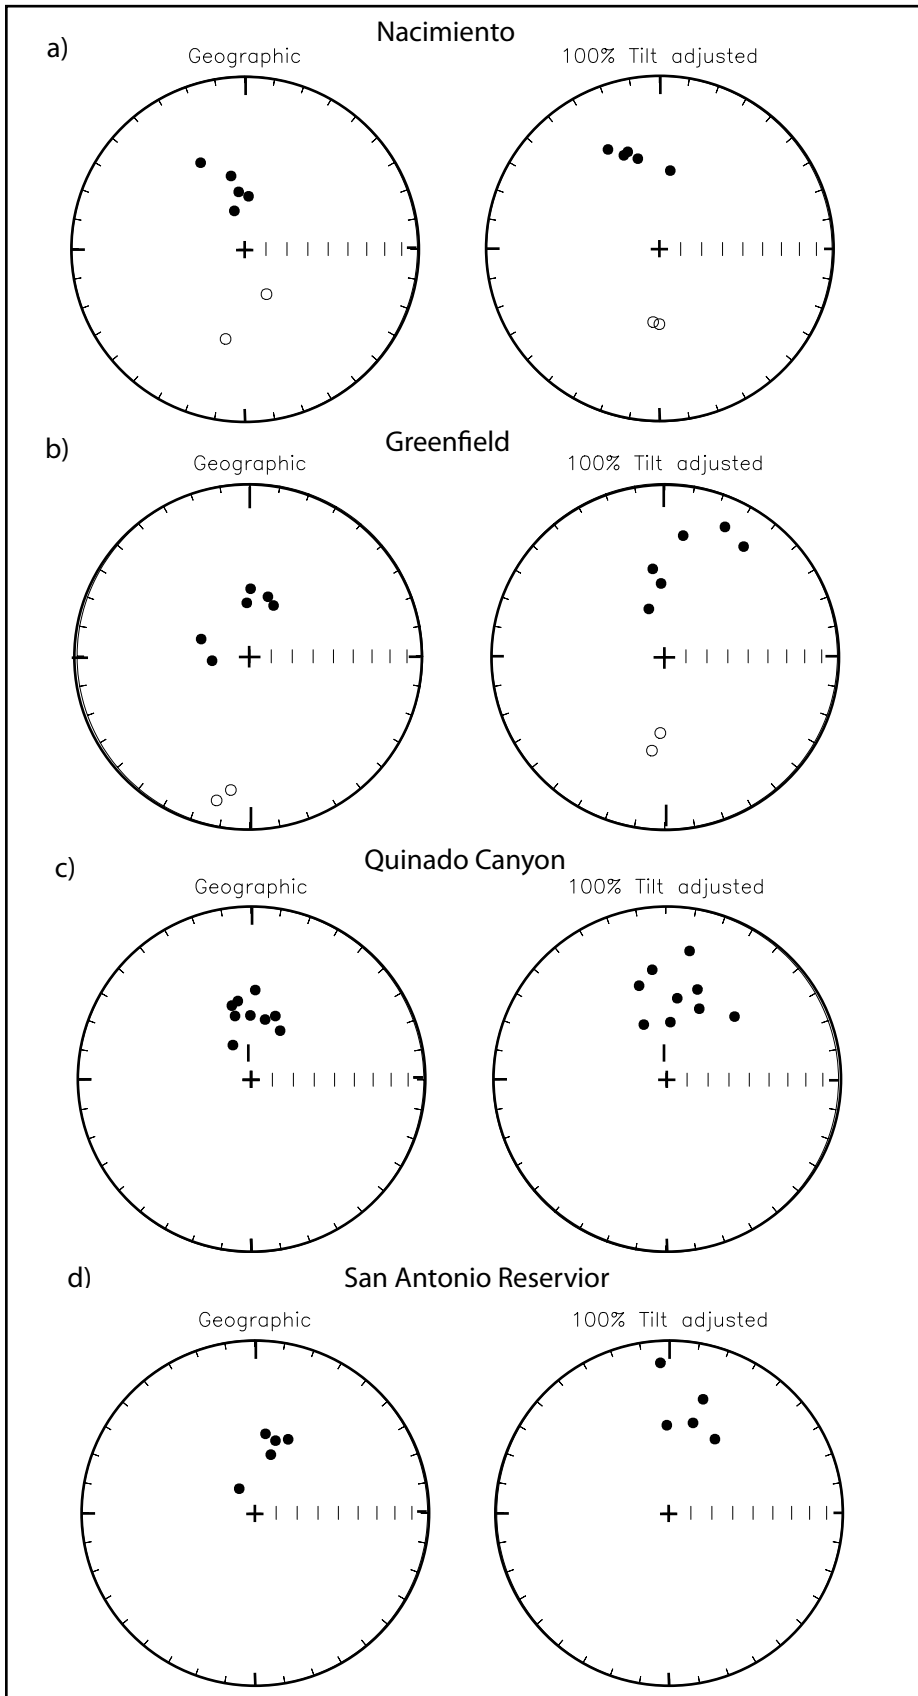 Nacimiento
a)
Geographic
100% Tilt adjusted
Greenfield
b)
Geographic
100% Tilt adjusted
Quinado Canyon
c)
Geographic
100% Tilt adjusted
San Antonio Reservior
d)
Geographic
100% Tilt adjusted